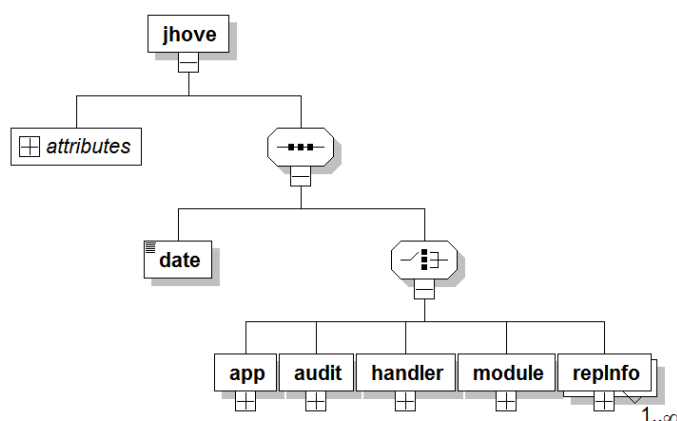 jhove
attributes
date
app audit handler module repInfo
1..∞